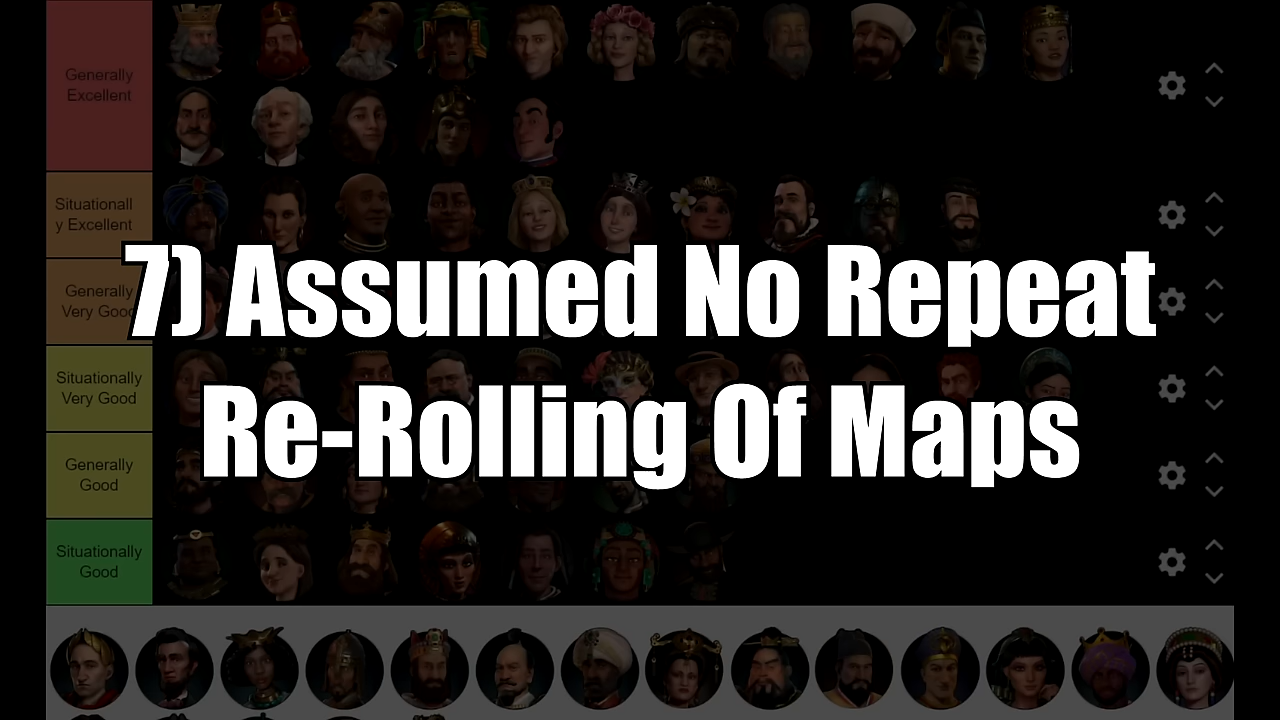 Generally
Excellent
Situationall
y Excellent
Generally
Very Good
7) Assumed No Repeat
Re-Rolling Of Maps
Situationally
Very Good
Generally
Good
Situationally
Good